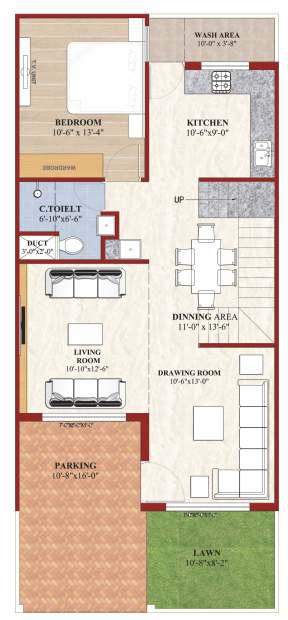 WASH AREA
10'-0" x 3'-8"
T.V. UNIT
BEDROOM
10'-6" x 13'-4"
KITCHEN
10'-6"x9'-0"
WARDROBE
C.TOIELT
6'-10"x6'-6"
UP
DUCT
3'-0"x2'-0"
DINNING AREA
11'-0" x 13'-6"
LIVING
ROOM
10'-10"x12'-6"
DRAWING ROOM
10'-6"x13'-0"
PARKING
10'-8"x16'-0"
LAWN
10'-8"x8'-2"